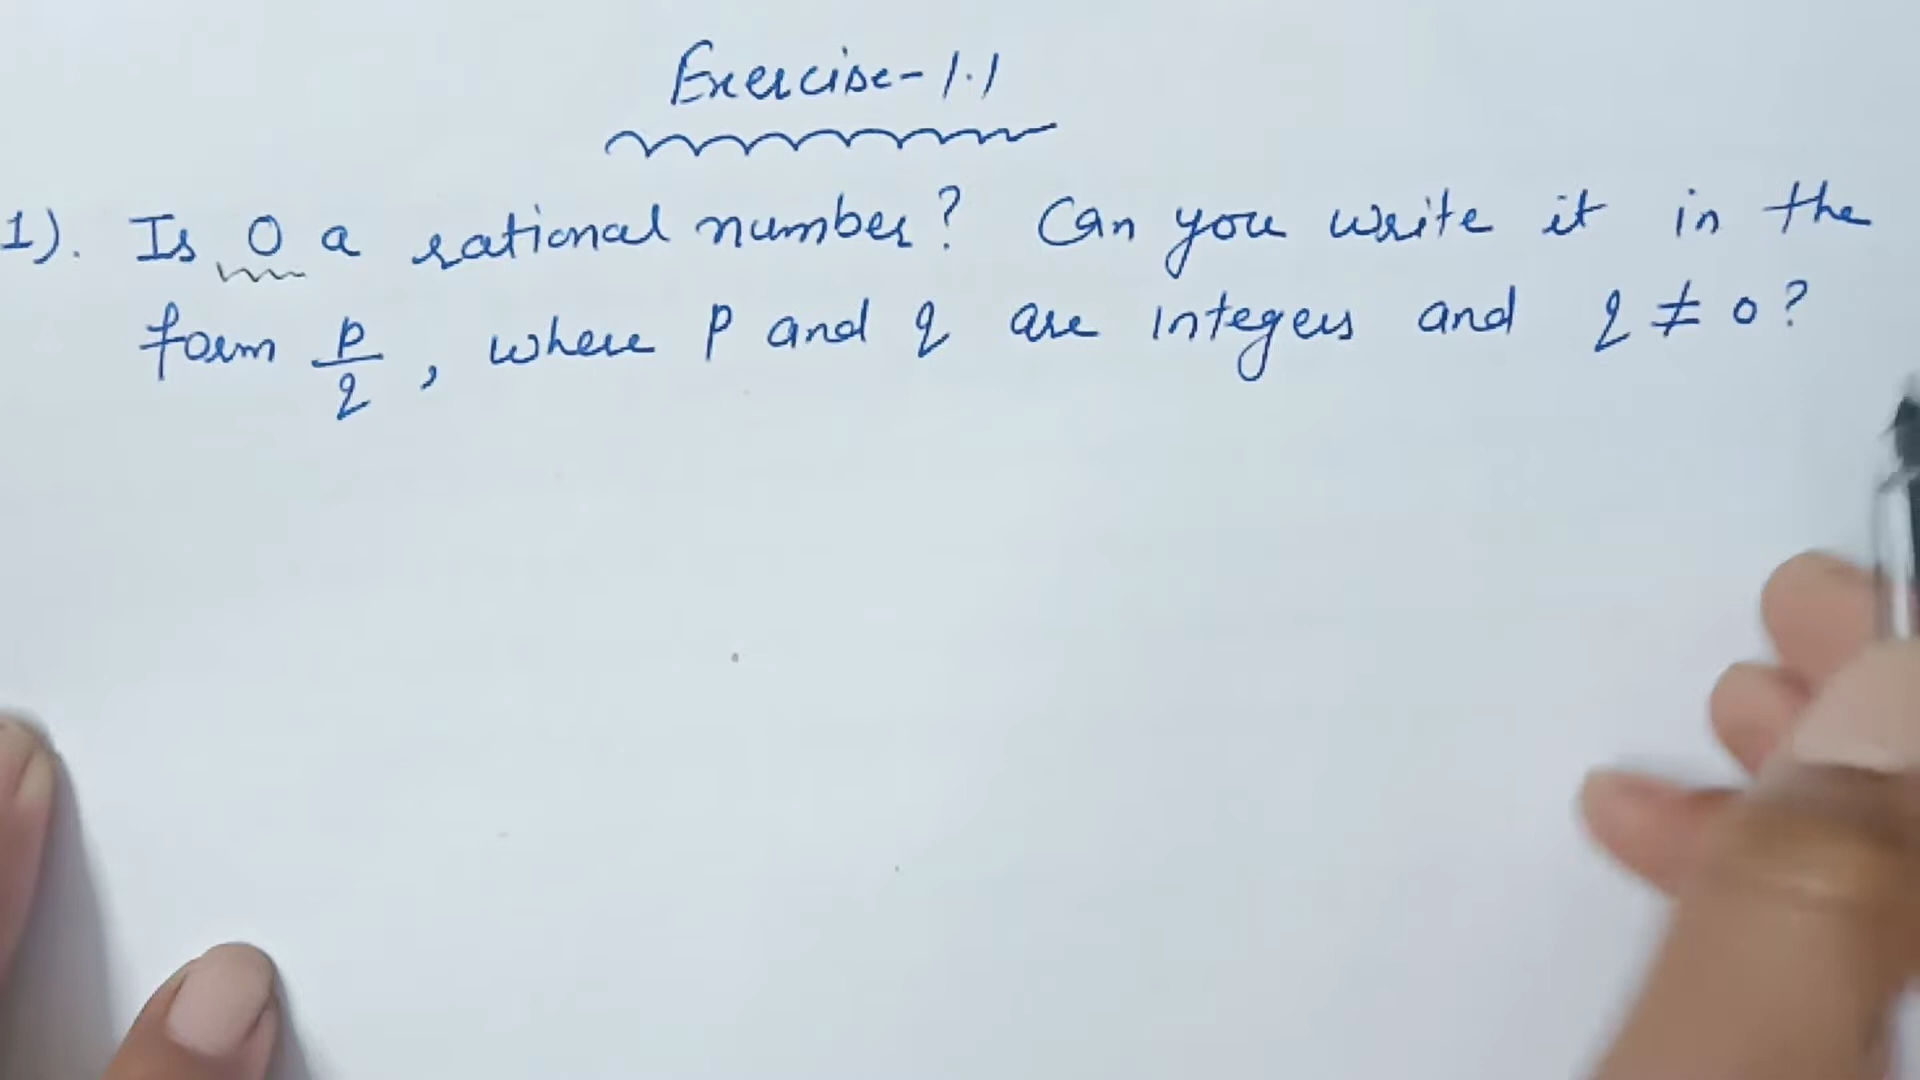 Exercise-1.1
1). Is 0 a rational number? Can you write it in the
form p/q, where p and q are integers and q ≠ 0?